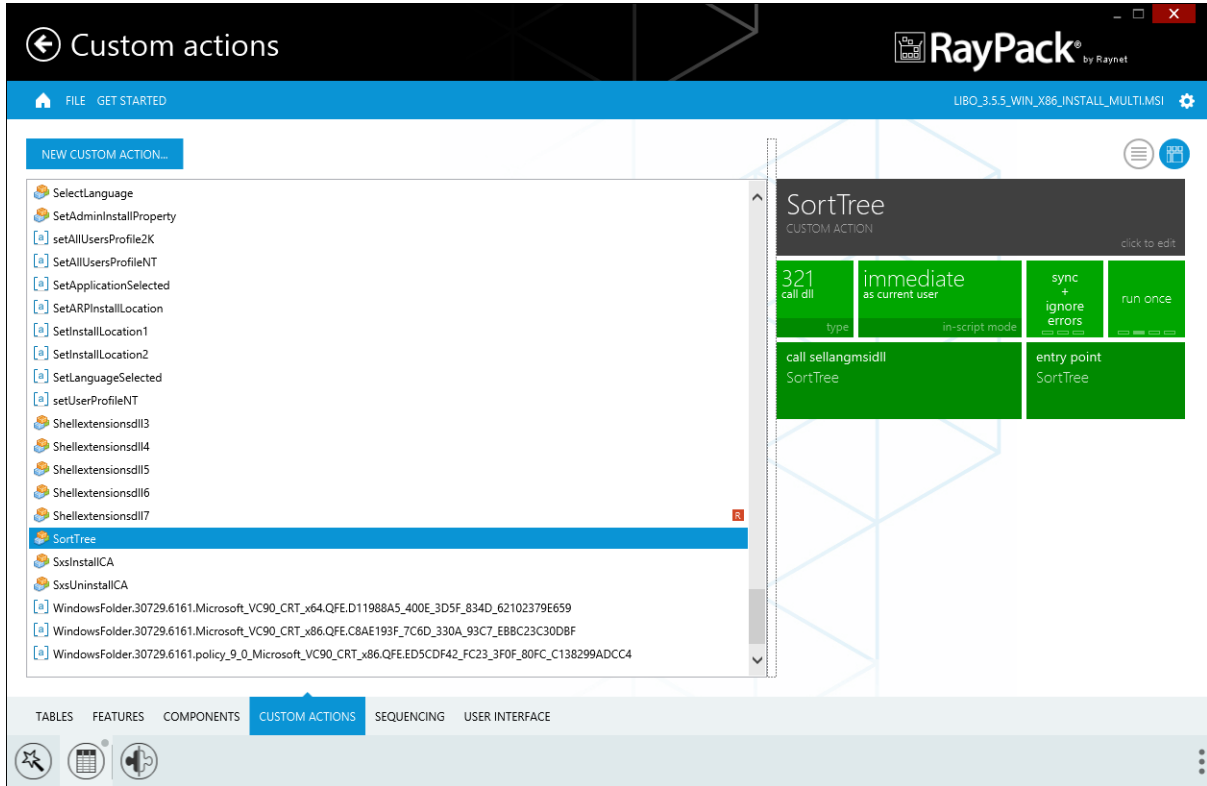 Custom actions
RayPack® by Raynet
FILE GET STARTED
LIBO_3.5.5_WIN_X86_INSTALL_MULTI.MSI
NEW CUSTOM ACTION...
SelectLanguage
SetAdminInstallProperty
[a] setAllUsersProfile2K
[a] SetAllUsersProfileNT
[a] SetApplicationSelected
[a] SetARPInstallLocation
[a] SetInstallLocation1
[a] SetInstallLocation2
[a] SetLanguageSelected
[a] setUserProfileNT
Shellextensionsdll3
Shellextensionsdll4
Shellextensionsdll5
Shellextensionsdll6
Shellextensionsdll7 R
SortTree
SxsInstallCA
SxsUninstallCA
[a] WindowsFolder.30729.6161.Microsoft_VC90_CRT_x64.QFE.D11988A5_400E_3D5F_834D_62102379E659
[a] WindowsFolder.30729.6161.Microsoft_VC90_CRT_x86.QFE.C8AE193F_7C6D_330A_93C7_EBBC23C30DBF
[a] WindowsFolder.30729.6161.policy_9_0_Microsoft_VC90_CRT_x86.QFE.ED5CDF42_FC23_3F0F_80FC_C138299ADCC4
SortTree
CUSTOM ACTION
click to edit
321
call dll
type
immediate
as current user
in-script mode
sync
+
ignore
errors
run once
call sellangmsidll
SortTree
entry point
SortTree
TABLES FEATURES COMPONENTS CUSTOM ACTIONS SEQUENCING USER INTERFACE